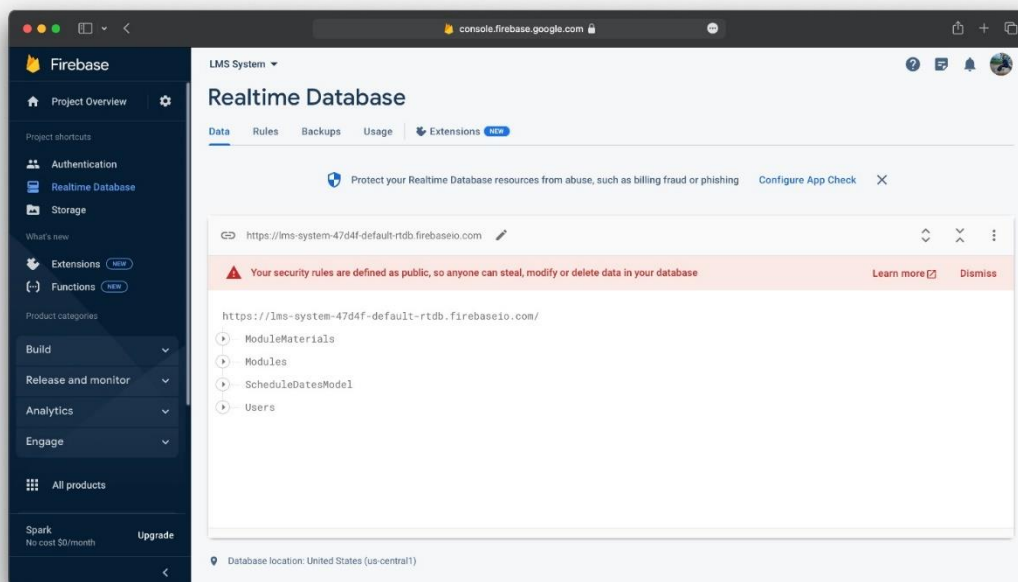 console.firebase.google.com
Firebase
Project Overview
Project shortcuts
Authentication
Realtime Database
Storage
What's new
Extensions NEW
Functions NEW
Product categories
Build
Release and monitor
Analytics
Engage
All products
Spark
No cost $0/month
Upgrade
LMS System
Realtime Database
Data Rules Backups Usage Extensions NEW
Protect your Realtime Database resources from abuse, such as billing fraud or phishing Configure App Check
https://lms-system-47d4f-default-rtdb.firebaseio.com
Your security rules are defined as public, so anyone can steal, modify or delete data in your database Learn more Dismiss
https://lms-system-47d4f-default-rtdb.firebaseio.com/
ModuleMaterials
Modules
ScheduleDatesModel
Users
Database location: United States (us-central1)